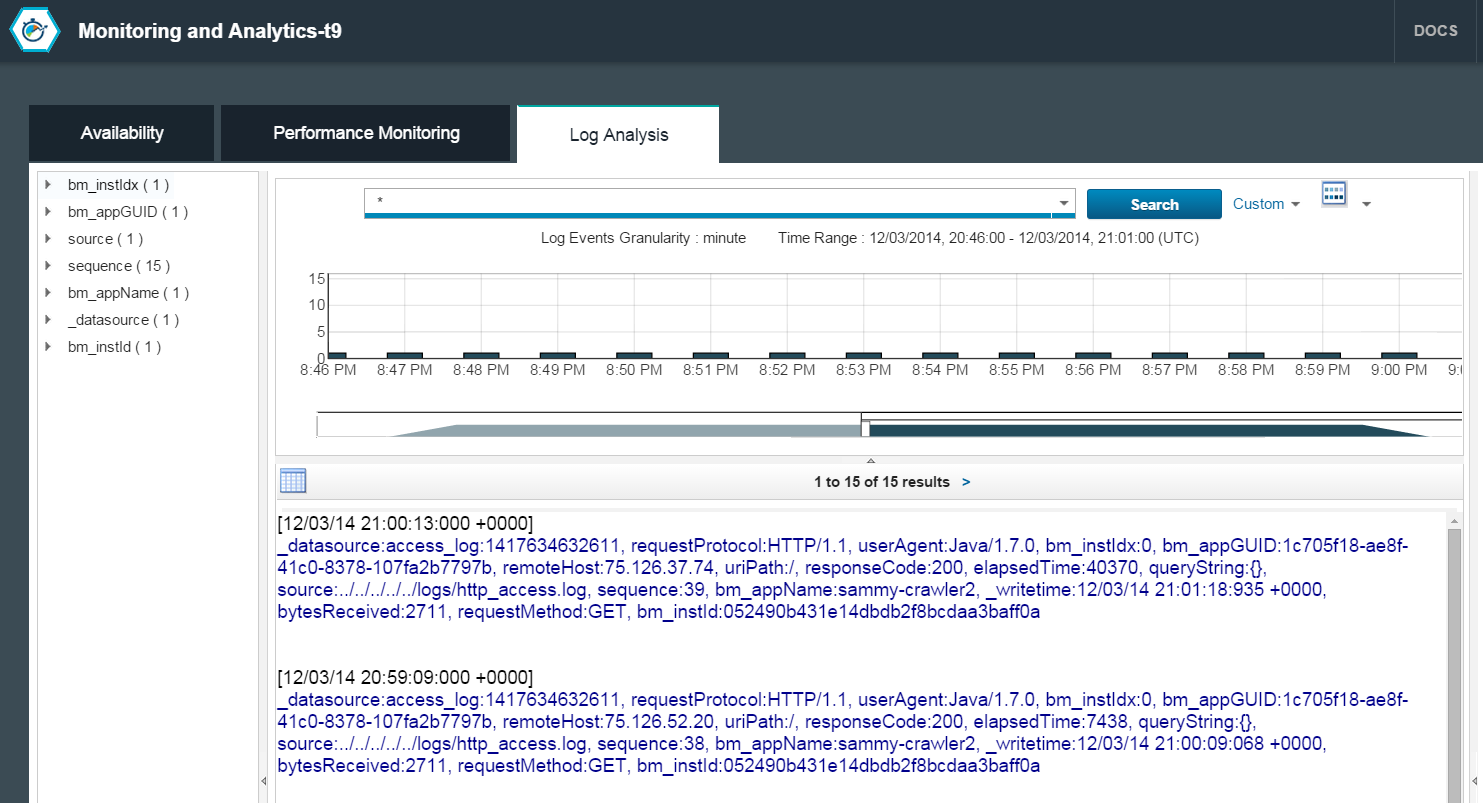 Monitoring and Analytics-t9
DOCS
Availability
Performance Monitoring
Log Analysis
bm_instIdx ( 1 )
bm_appGUID ( 1 )
source ( 1 )
sequence ( 15 )
bm_appName ( 1 )
_datasource ( 1 )
bm_instId ( 1 )
*
Search
Custom
Log Events Granularity : minute
Time Range : 12/03/2014, 20:46:00 - 12/03/2014, 21:01:00 (UTC)
15
10
5
0
8:46 PM 8:47 PM 8:48 PM 8:49 PM 8:50 PM 8:51 PM 8:52 PM 8:53 PM 8:54 PM 8:55 PM 8:56 PM 8:57 PM 8:58 PM 8:59 PM 9:00 PM
1 to 15 of 15 results >
[12/03/14 21:00:13:000 +0000]
_datasource:access_log:1417634632611, requestProtocol:HTTP/1.1, userAgent:Java/1.7.0, bm_instIdx:0, bm_appGUID:1c705f18-ae8f-
41c0-8378-107fa2b7797b, remoteHost:75.126.37.74, uriPath:/, responseCode:200, elapsedTime:40370, queryString:{},
source:../../../../../logs/http_access.log, sequence:39, bm_appName:sammy-crawler2, _writetime:12/03/14 21:01:18:935 +0000,
bytesReceived:2711, requestMethod:GET, bm_instId:052490b431e14dbdb2f8bcdaa3baff0a
[12/03/14 20:59:09:000 +0000]
_datasource:access_log:1417634632611, requestProtocol:HTTP/1.1, userAgent:Java/1.7.0, bm_instIdx:0, bm_appGUID:1c705f18-ae8f-
41c0-8378-107fa2b7797b, remoteHost:75.126.52.20, uriPath:/, responseCode:200, elapsedTime:7438, queryString:{},
source:../../../../../logs/http_access.log, sequence:38, bm_appName:sammy-crawler2, _writetime:12/03/14 21:00:09:068 +0000,
bytesReceived:2711, requestMethod:GET, bm_instId:052490b431e14dbdb2f8bcdaa3baff0a